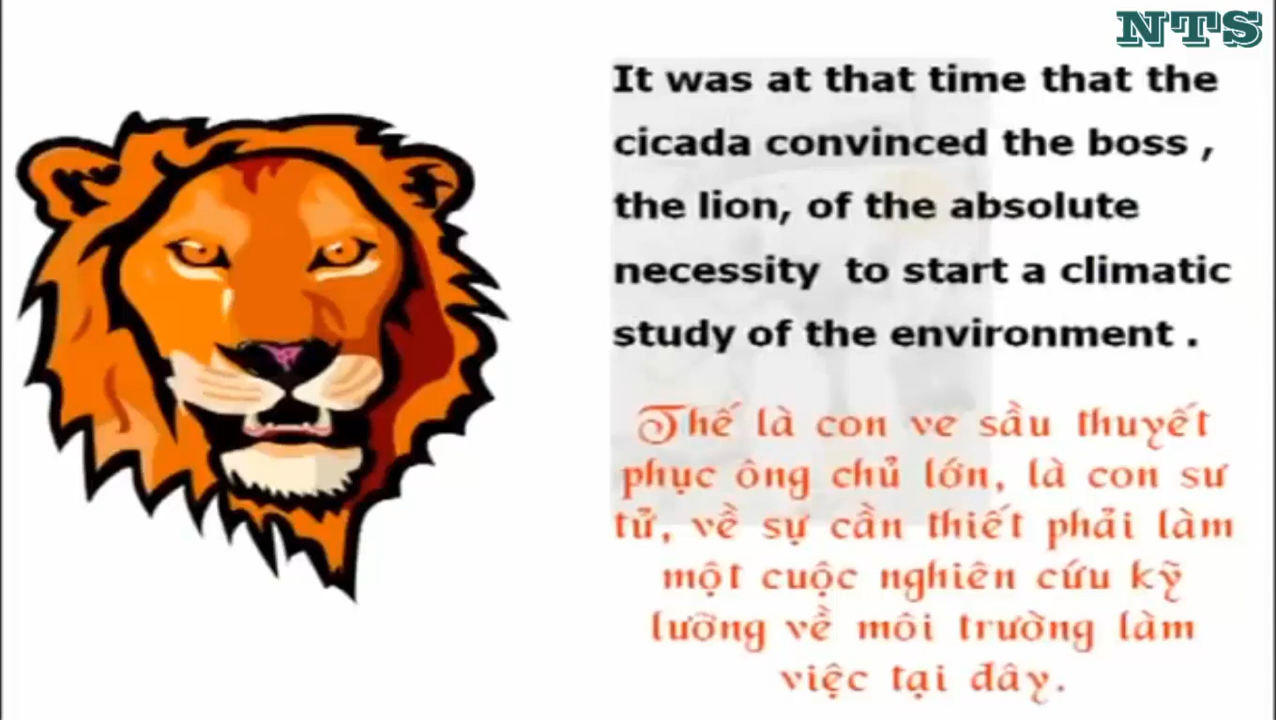 NTS
It was at that time that the
cicada convinced the boss ,
the lion, of the absolute
necessity to start a climatic
study of the environment .
Thế là con ve sầu thuyết
phục ông chủ lớn, là con sư
tử, về sự cần thiết phải làm
một cuộc nghiên cứu kỹ
lưỡng về môi trường làm
việc tại đây.